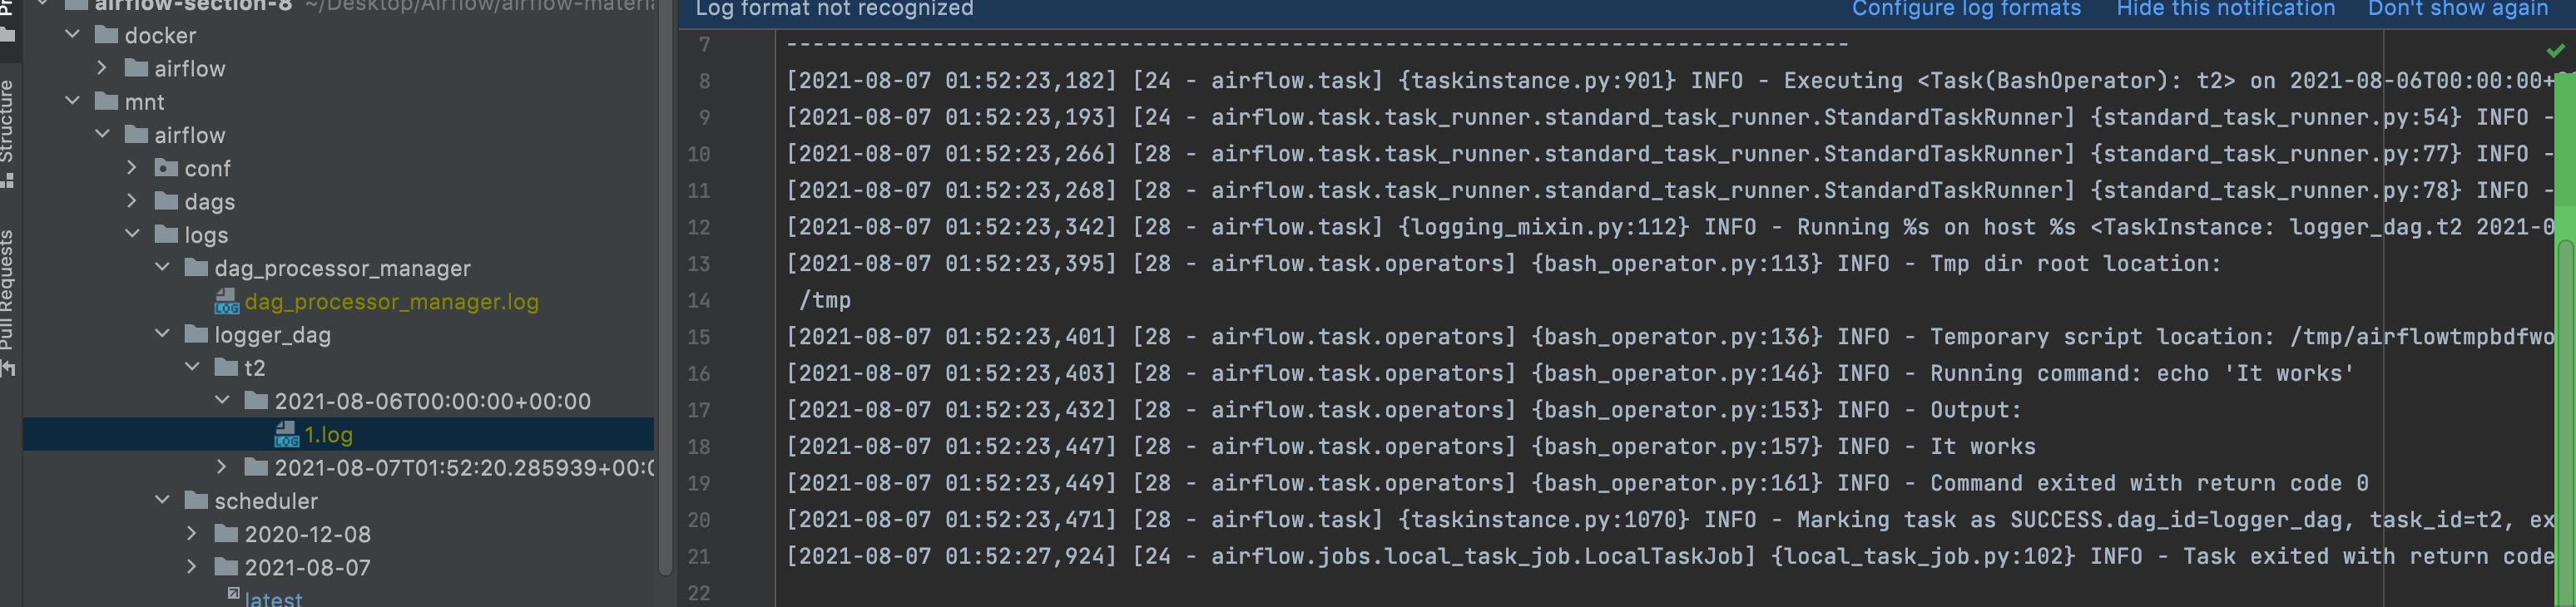 airflow-section-8 ~/Desktop/Airflow/airflow-materia
docker
airflow
mnt
airflow
conf
dags
logs
dag_processor_manager
dag_processor_manager.log
logger_dag
t2
2021-08-06T00:00:00+00:00
1.log
2021-08-07T01:52:20.285939+00:0
scheduler
2020-12-08
2021-08-07
latest
Structure
Pull Requests
Log format not recognized
Configure log formats Hide this notification Don't show again
7 --------------------------------------------------------------------------------
8 [2021-08-07 01:52:23,182] [24 - airflow.task] {taskinstance.py:901} INFO - Executing <Task(BashOperator): t2> on 2021-08-06T00:00:00+
9 [2021-08-07 01:52:23,193] [24 - airflow.task.task_runner.standard_task_runner.StandardTaskRunner] {standard_task_runner.py:54} INFO -
10 [2021-08-07 01:52:23,266] [28 - airflow.task.task_runner.standard_task_runner.StandardTaskRunner] {standard_task_runner.py:77} INFO -
11 [2021-08-07 01:52:23,268] [28 - airflow.task.task_runner.standard_task_runner.StandardTaskRunner] {standard_task_runner.py:78} INFO -
12 [2021-08-07 01:52:23,342] [28 - airflow.task] {logging_mixin.py:112} INFO - Running %s on host %s <TaskInstance: logger_dag.t2 2021-0
13 [2021-08-07 01:52:23,395] [28 - airflow.task.operators] {bash_operator.py:113} INFO - Tmp dir root location:
14 /tmp
15 [2021-08-07 01:52:23,401] [28 - airflow.task.operators] {bash_operator.py:136} INFO - Temporary script location: /tmp/airflowtmpbdfwo
16 [2021-08-07 01:52:23,403] [28 - airflow.task.operators] {bash_operator.py:146} INFO - Running command: echo 'It works'
17 [2021-08-07 01:52:23,432] [28 - airflow.task.operators] {bash_operator.py:153} INFO - Output:
18 [2021-08-07 01:52:23,447] [28 - airflow.task.operators] {bash_operator.py:157} INFO - It works
19 [2021-08-07 01:52:23,449] [28 - airflow.task.operators] {bash_operator.py:161} INFO - Command exited with return code 0
20 [2021-08-07 01:52:23,471] [28 - airflow.task] {taskinstance.py:1070} INFO - Marking task as SUCCESS.dag_id=logger_dag, task_id=t2, ex
21 [2021-08-07 01:52:27,924] [24 - airflow.jobs.local_task_job.LocalTaskJob] {local_task_job.py:102} INFO - Task exited with return code
22